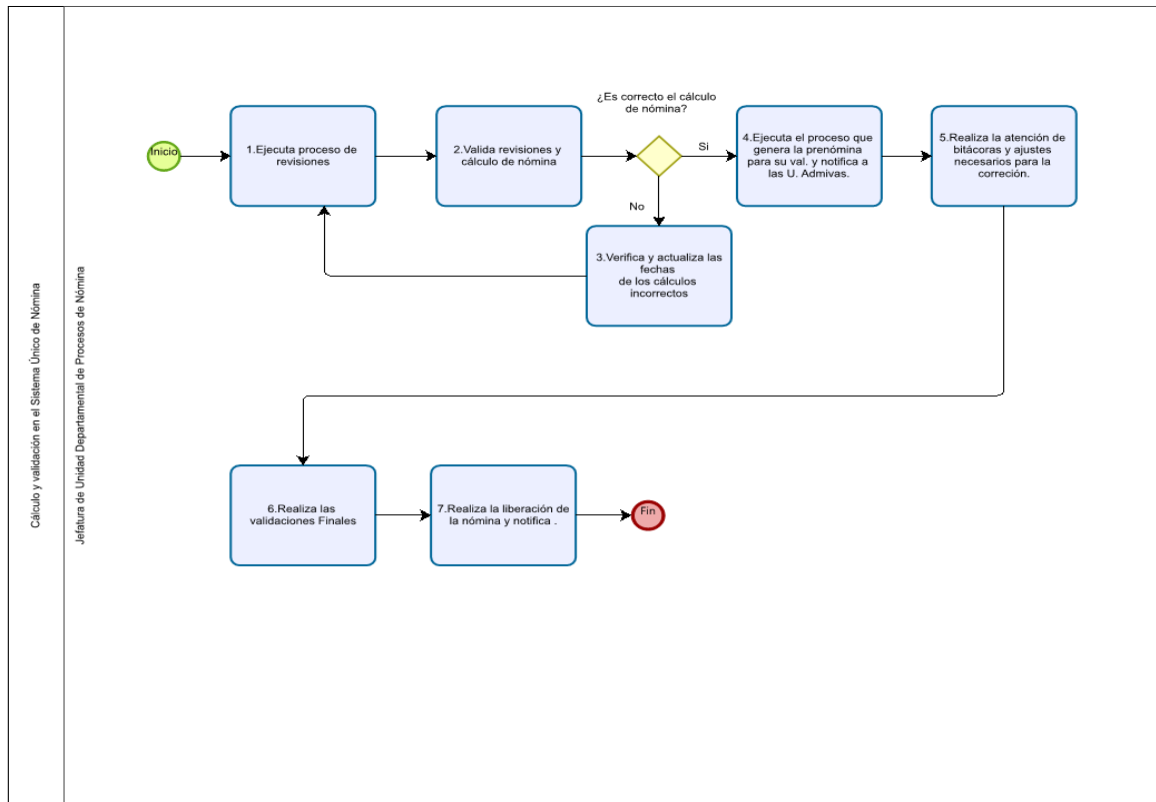 Cálculo y validación en el Sistema Único de Nómina
Jefatura de Unidad Departamental de Procesos de Nómina
Inicio
1.Ejecuta proceso de
revisiones
2.Valida revisiones y
cálculo de nómina
¿Es correcto el cálculo
de nómina?
Si
No
3.Verifica y actualiza las
fechas
de los cálculos
incorrectos
4.Ejecuta el proceso que
genera la prenómina
para su val. y notifica a
las U. Admivas.
5.Realiza la atención de
bitácoras y ajustes
necesarios para la
correción.
6.Realiza las
validaciones Finales
7.Realiza la liberación de
la nómina y notifica .
Fin